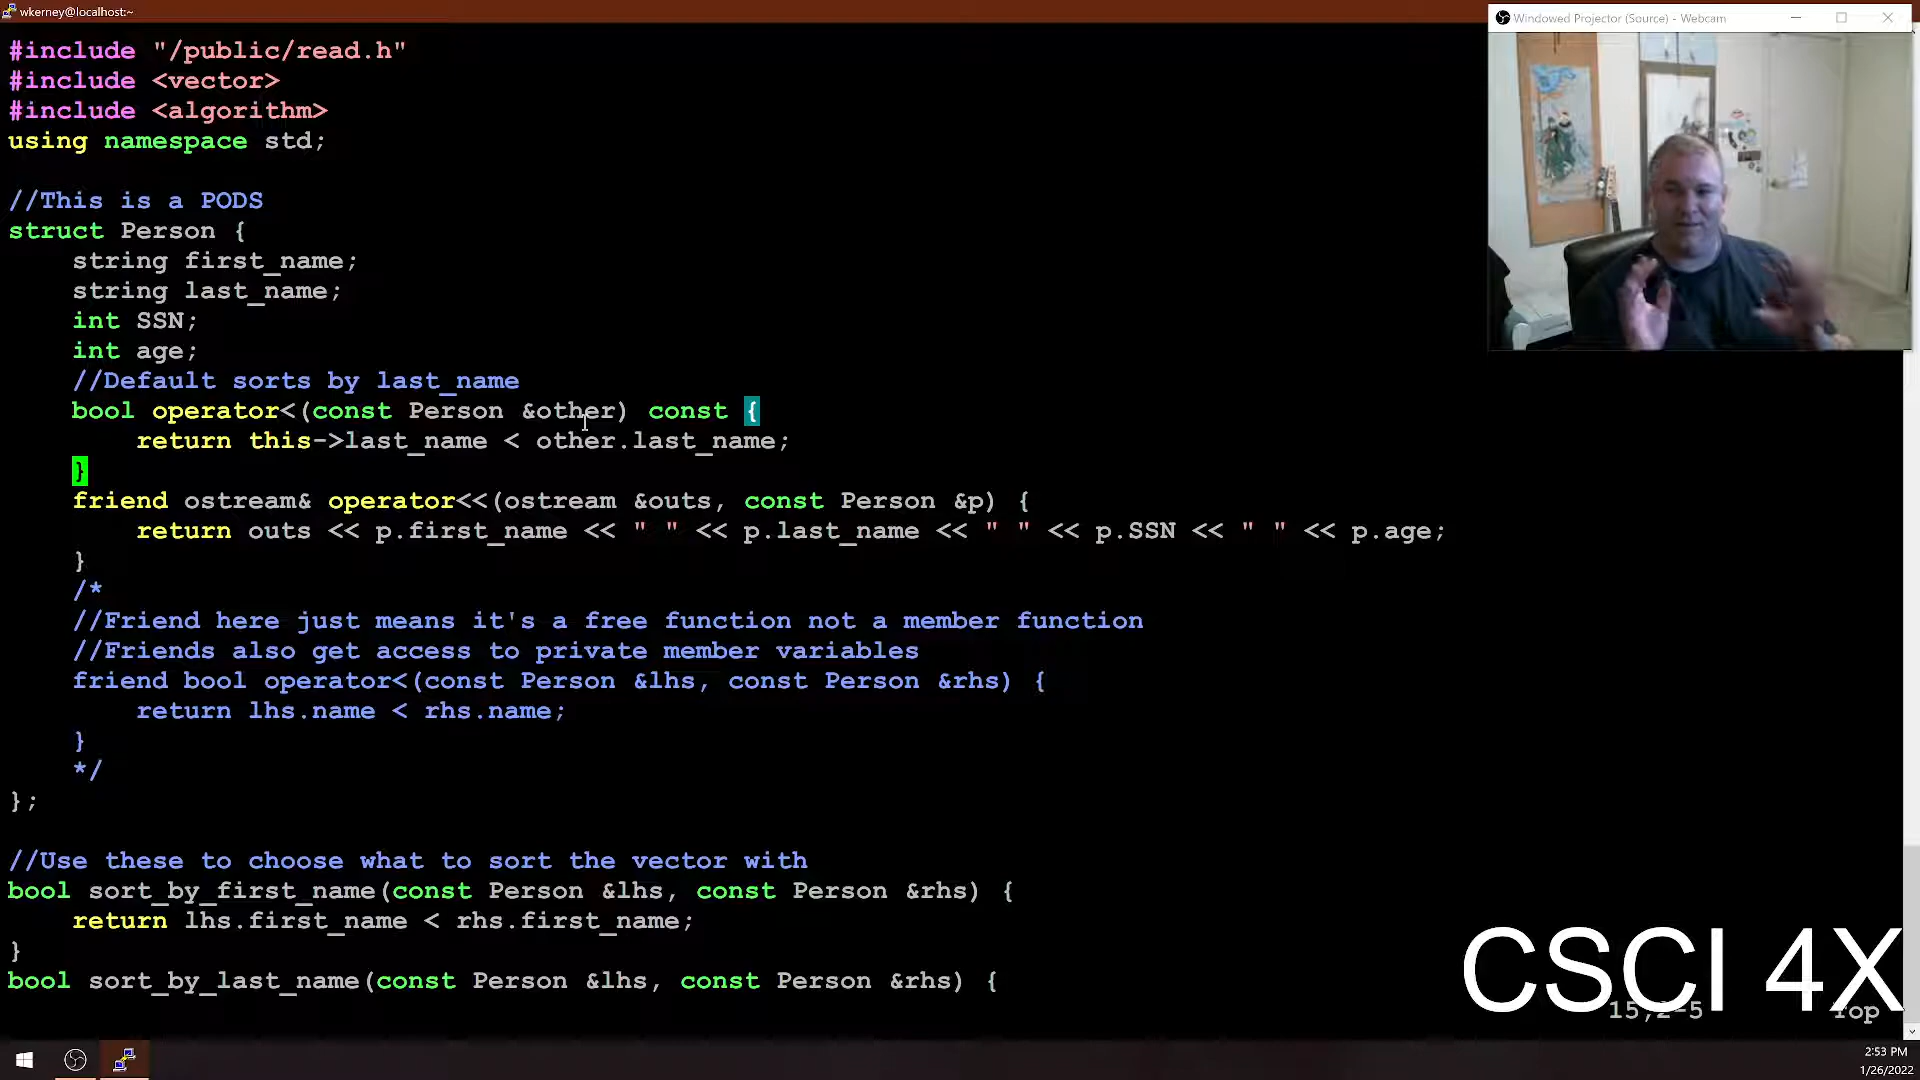 wkerney@localhost:~
Windowed Projector (Source) - Webcam
#include "/public/read.h"
#include <vector>
#include <algorithm>
using namespace std;
//This is a PODS
struct Person {
    string first_name;
    string last_name;
    int SSN;
    int age;
    //Default sorts by last_name
    bool operator<(const Person &other) const {
        return this->last_name < other.last_name;
    }
    friend ostream& operator<<(ostream &outs, const Person &p) {
        return outs << p.first_name << " " << p.last_name << " " << p.SSN << " " << p.age;
    }
    /*
    //Friend here just means it's a free function not a member function
    //Friends also get access to private member variables
    friend bool operator<(const Person &lhs, const Person &rhs) {
        return lhs.name < rhs.name;
    }
    */
};
//Use these to choose what to sort the vector with
bool sort_by_first_name(const Person &lhs, const Person &rhs) {
    return lhs.first_name < rhs.first_name;
}
bool sort_by_last_name(const Person &lhs, const Person &rhs) {
CSCI 4X
15,2-5 Top
2:53 PM
1/26/2022